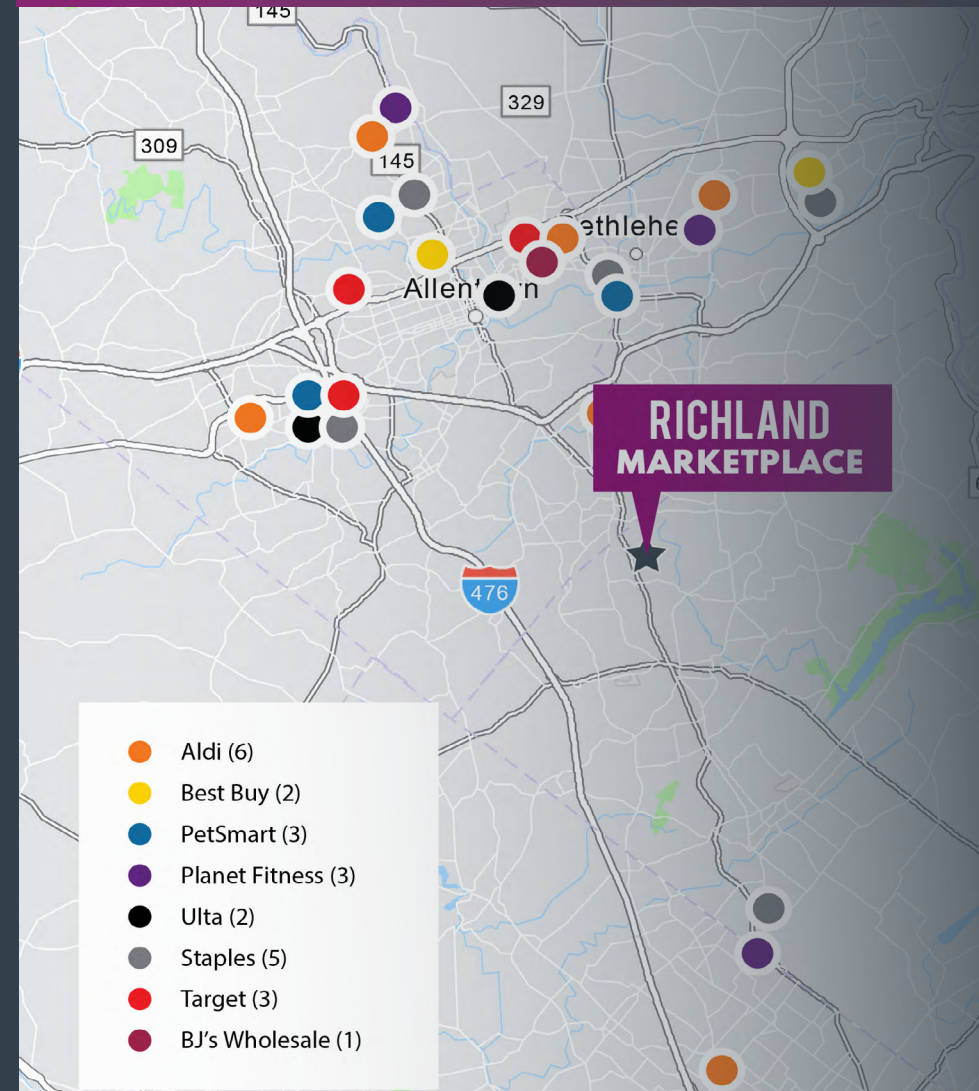 145
329
309
145
ethlehe
RICHLAND
MARKETPLACE
476
Aldi (6)
Best Buy (2)
PetSmart (3)
Planet Fitness (3)
Ulta (2)
Staples (5)
Target (3)
BJ's Wholesale (1)